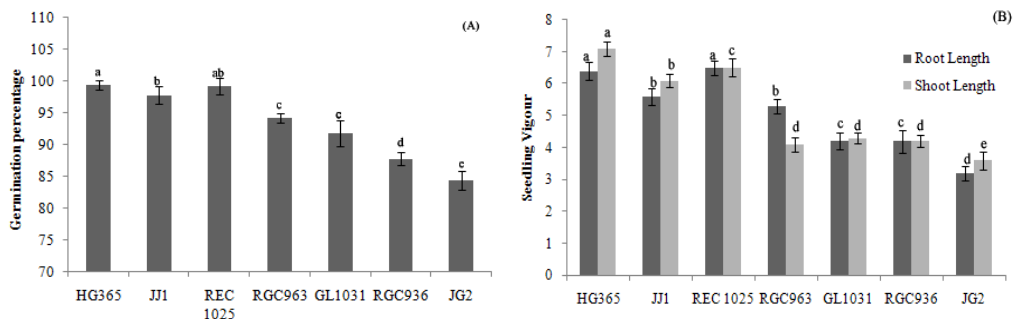 (A)
Germination percentage
110
105
100
95
90
85
80
75
70
a
b
ab
c
c
d
c
HG365
JJ1
REC
1025
RGC963
GL1031
RGC936
JG2
(B)
Seedling Vigour
8
7
6
5
4
3
2
1
0
a
a
b
b
a
c
b
d
c
d
c
d
d
e
Root Length
Shoot Length
HG365
JJ1
REC 1025
RGC963
GL1031
RGC936
JG2